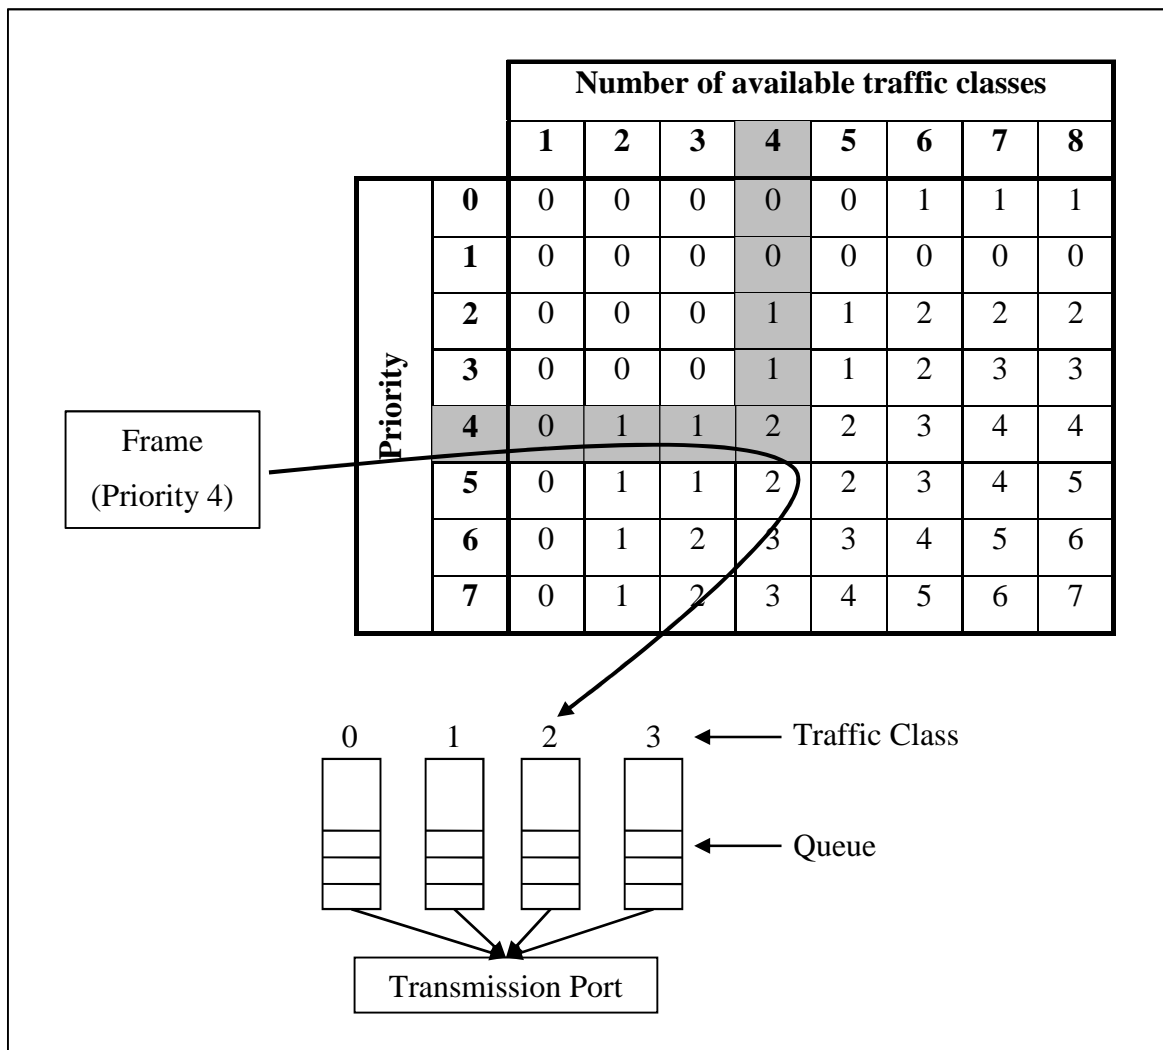 Number of available traffic classes
1 2 3 4 5 6 7 8
Priority
0 0 0 0 0 0 1 1 1
1 0 0 0 0 0 0 0 0
2 0 0 0 1 1 2 2 2
3 0 0 0 1 1 2 3 3
4 0 1 1 2 2 3 4 4
5 0 1 1 2 2 3 4 5
6 0 1 2 3 3 4 5 6
7 0 1 2 3 4 5 6 7
Frame
(Priority 4)
0 1 2 3 Traffic Class
Queue
Transmission Port